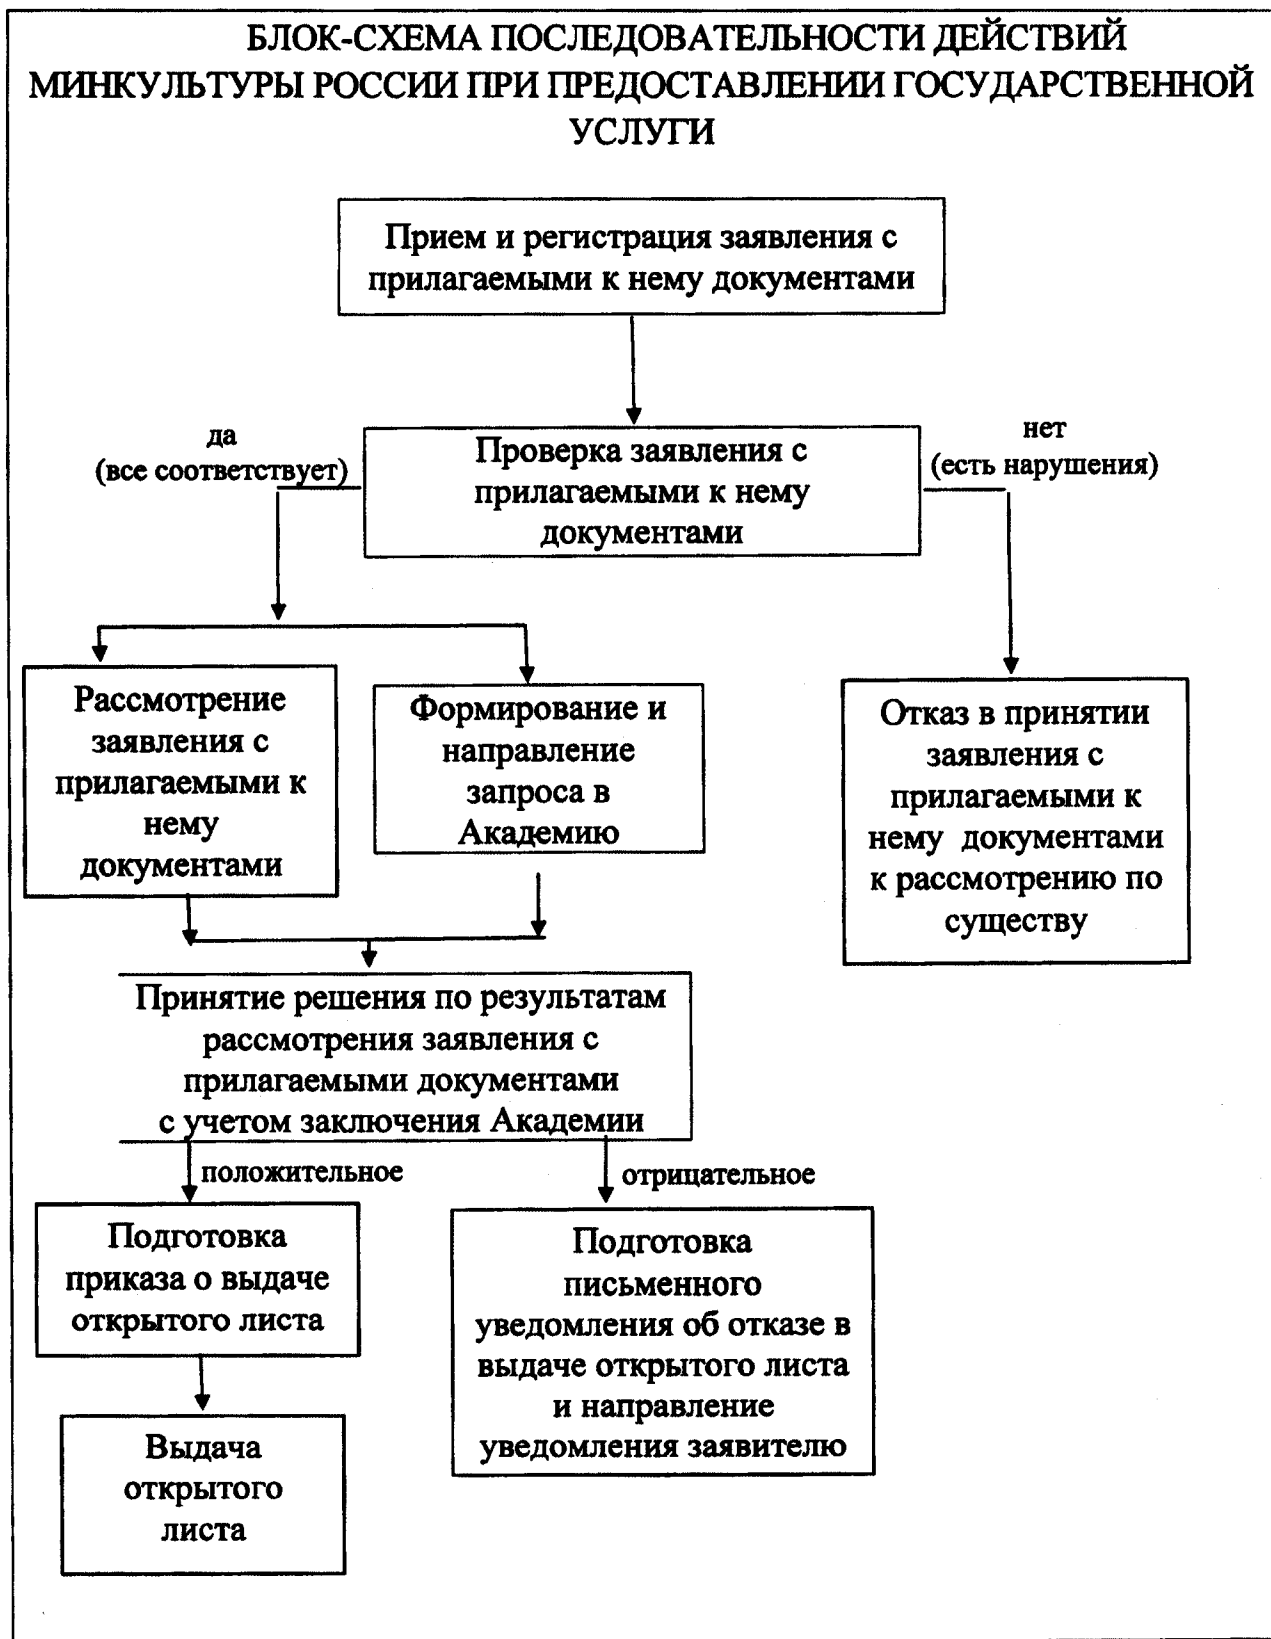 БЛОК-СХЕМА ПОСЛЕДОВАТЕЛЬНОСТИ ДЕЙСТВИЙ
МИНКУЛЬТУРЫ РОССИИ ПРИ ПРЕДОСТАВЛЕНИИ ГОСУДАРСТВЕННОЙ
УСЛУГИ
Прием и регистрация заявления с
прилагаемыми к нему документами
да
(все соответствует)
Проверка заявления с
прилагаемыми к нему
документами
нет
(есть нарушения)
Рассмотрение
заявления с
прилагаемыми к
нему
документами
Формирование и
направление
запроса в
Академию
Отказ в принятии
заявления с
прилагаемыми к
нему документами
к рассмотрению по
существу
Принятие решения по результатам
рассмотрения заявления с
прилагаемыми документами
с учетом заключения Академии
положительное
отрицательное
Подготовка
приказа о выдаче
открытого листа
Подготовка
письменного
уведомления об отказе в
выдаче открытого листа
и направление
уведомления заявителю
Выдача
открытого
листа